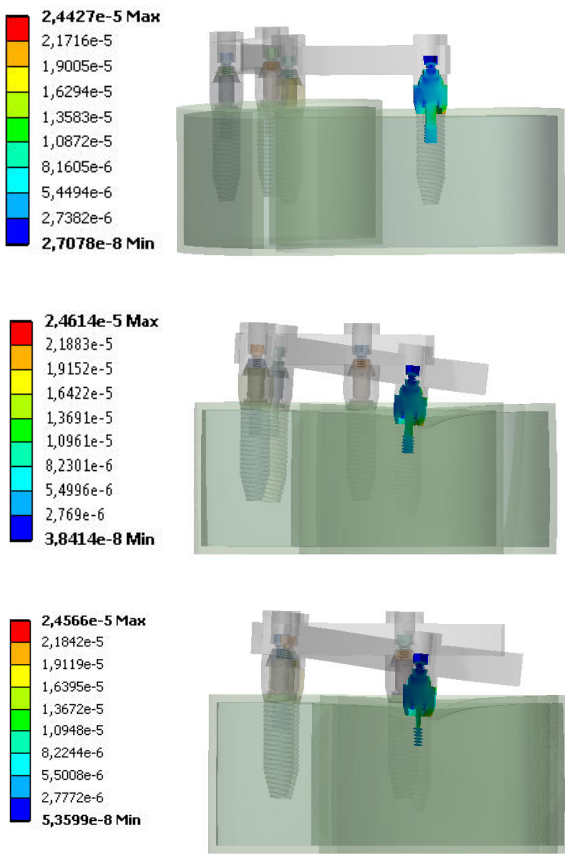 2,4427e-5 Max
2,1716e-5
1,9005e-5
1,6294e-5
1,3583e-5
1,0872e-5
8,1605e-6
5,4494e-6
2,7382e-6
2,7078e-8 Min
2,4614e-5 Max
2,1883e-5
1,9152e-5
1,6422e-5
1,3691e-5
1,0961e-5
8,2301e-6
5,4996e-6
2,769e-6
3,8414e-8 Min
2,4566e-5 Max
2,1842e-5
1,9119e-5
1,6395e-5
1,3672e-5
1,0948e-5
8,2244e-6
5,5008e-6
2,7772e-6
5,3599e-8 Min